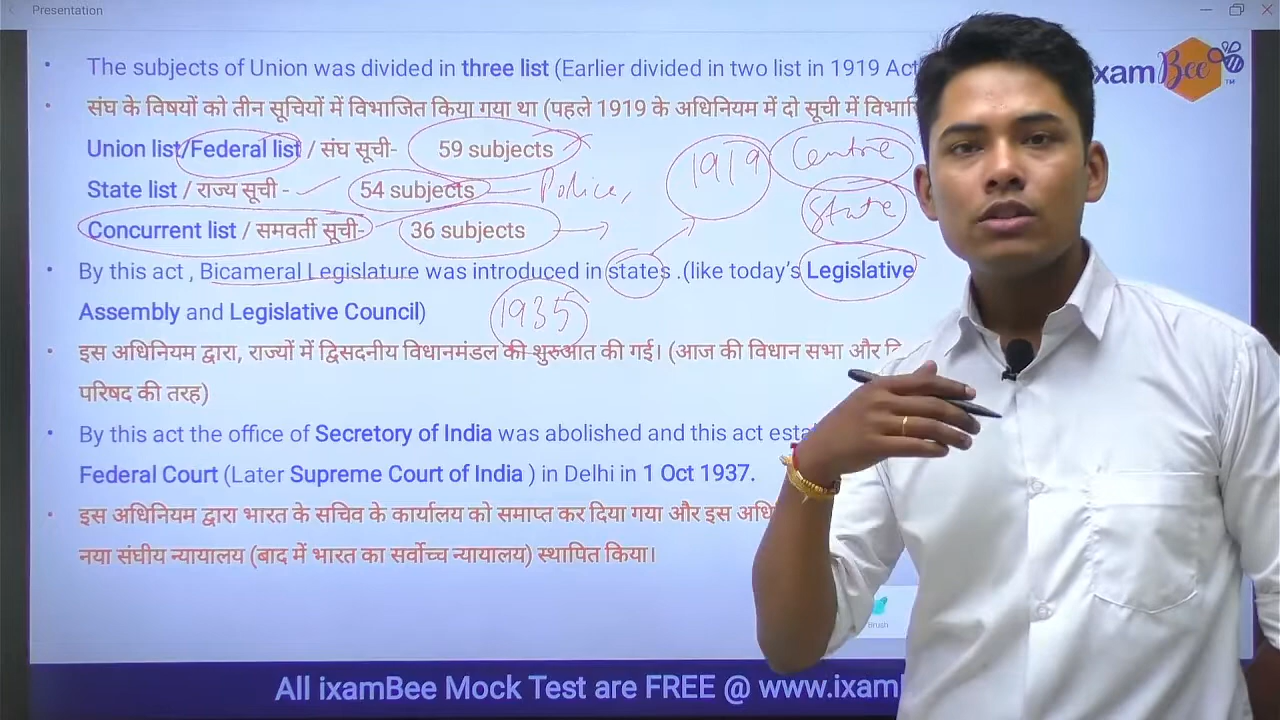 Presentation
The subjects of Union was divided in three list (Earlier divided in two list in 1919 Act
xamBee
TM
संघ के विषयों को तीन सूचियों में विभाजित किया गया था (पहले 1919 के अधिनियम में दो सूची में
Union list/Federal list / संघ सूची- 59 subjects 1919 Centre
State list / राज्य सूची - 54 subjects Police, State
Concurrent list / समवर्ती सूची- 36 subjects
By this act , Bicameral Legislature was introduced in states .(like today's Legislative
Assembly and Legislative Council) 1935
इस अधिनियम द्वारा, राज्यों में द्विसदनीय विधानमंडल की शुरुआत की गई। (आज की विधान सभा और
परिषद की तरह)
By this act the office of Secretary of India was abolished and this act
Federal Court (Later Supreme Court of India ) in Delhi in 1 Oct 1937.
इस अधिनियम द्वारा भारत के सचिव के कार्यालय को समाप्त कर दिया गया और इस
नया संघीय न्यायालय (बाद में भारत का सर्वोच्च न्यायालय) स्थापित किया।
Brush
All ixamBee Mock Test are FREE @ www.ixam